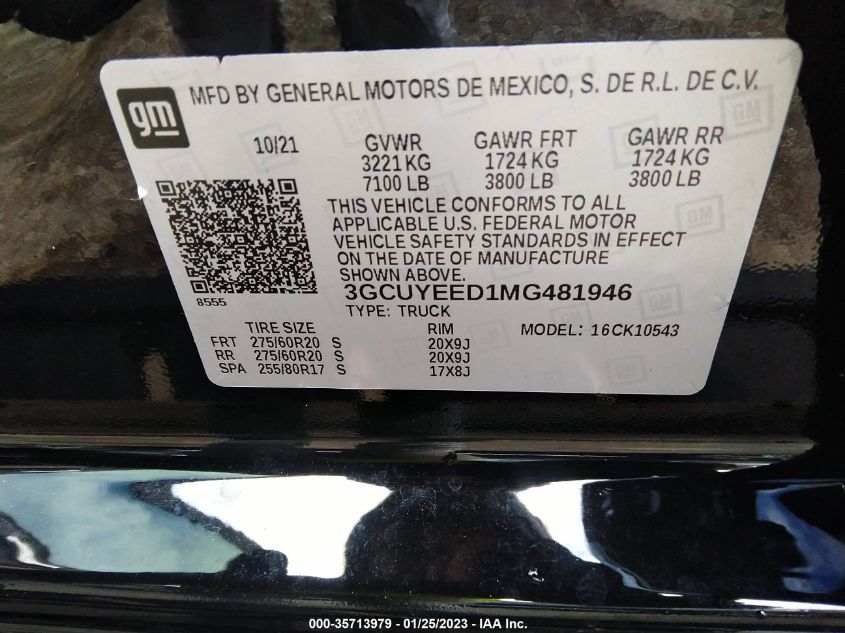 gm
MFD BY GENERAL MOTORS DE MEXICO, S. DE R.L. DE C.V.
10/21 GVWR GAWR FRT GAWR RR
3221 KG 1724 KG 1724 KG
7100 LB 3800 LB 3800 LB
THIS VEHICLE CONFORMS TO ALL
APPLICABLE U.S. FEDERAL MOTOR
VEHICLE SAFETY STANDARDS IN EFFECT
ON THE DATE OF MANUFACTURE
SHOWN ABOVE.
8555
3GCUYEED1MG481946
TYPE: TRUCK
TIRE SIZE RIM MODEL: 16CK10543
FRT 275/60R20 S 20X9J
RR 275/60R20 S 20X9J
SPA 255/80R17 S 17X8J
000-35713979 - 01/25/2023 - IAA Inc.